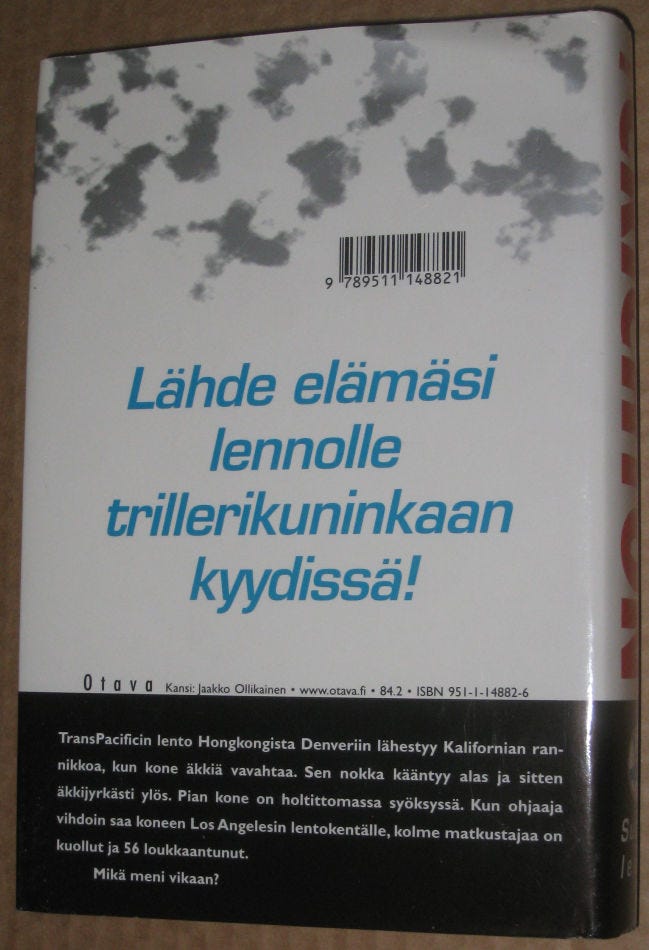 9 789511 148821
Lähde elämäsi
lennolle
trillerikuninkaan
kyydissä!
Otava Kansi: Jaakko Ollikainen • www.otava.fi • 84.2 • ISBN 951-1-14882-6
TransPacificin lento Hongkongista Denveriin lähestyy Kalifornian ran-
nikkoa, kun kone äkkiä vavahtaa. Sen nokka kääntyy alas ja sitten
äkkijyrkästi ylös. Pian kone on holtittomassa syöksyssä. Kun ohjaaja
vihdoin saa koneen Los Angelesin lentokentälle, kolme matkustajaa on
kuollut ja 56 loukkaantunut.
Mikä meni vikaan?